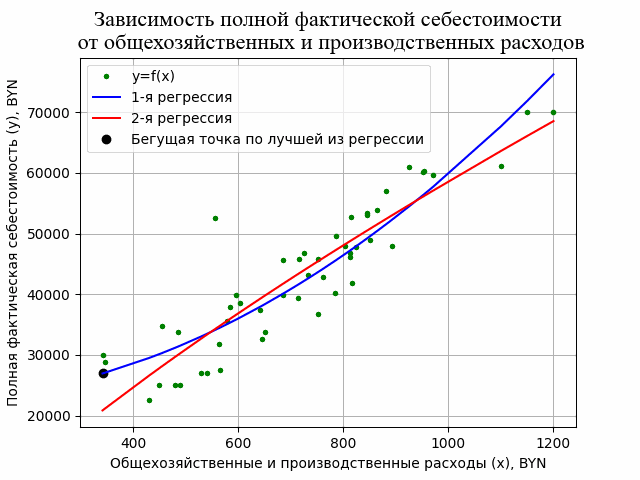 Зависимость полной фактической себестоимости
от общехозяйственных и производственных расходов
y=f(x)
1-я регрессия
2-я регрессия
Бегущая точка по лучшей из регрессии
Полная фактическая себестоимость (y), BYN
70000
60000
50000
40000
30000
20000
400 600 800 1000 1200
Общехозяйственные и производственные расходы (x), BYN